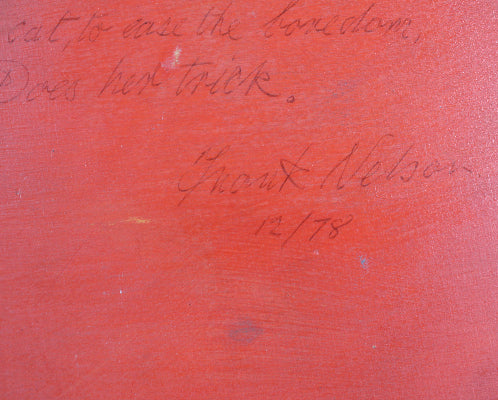 cat, to ease the boredom,
Does her trick.
Frank Nelson
12/78